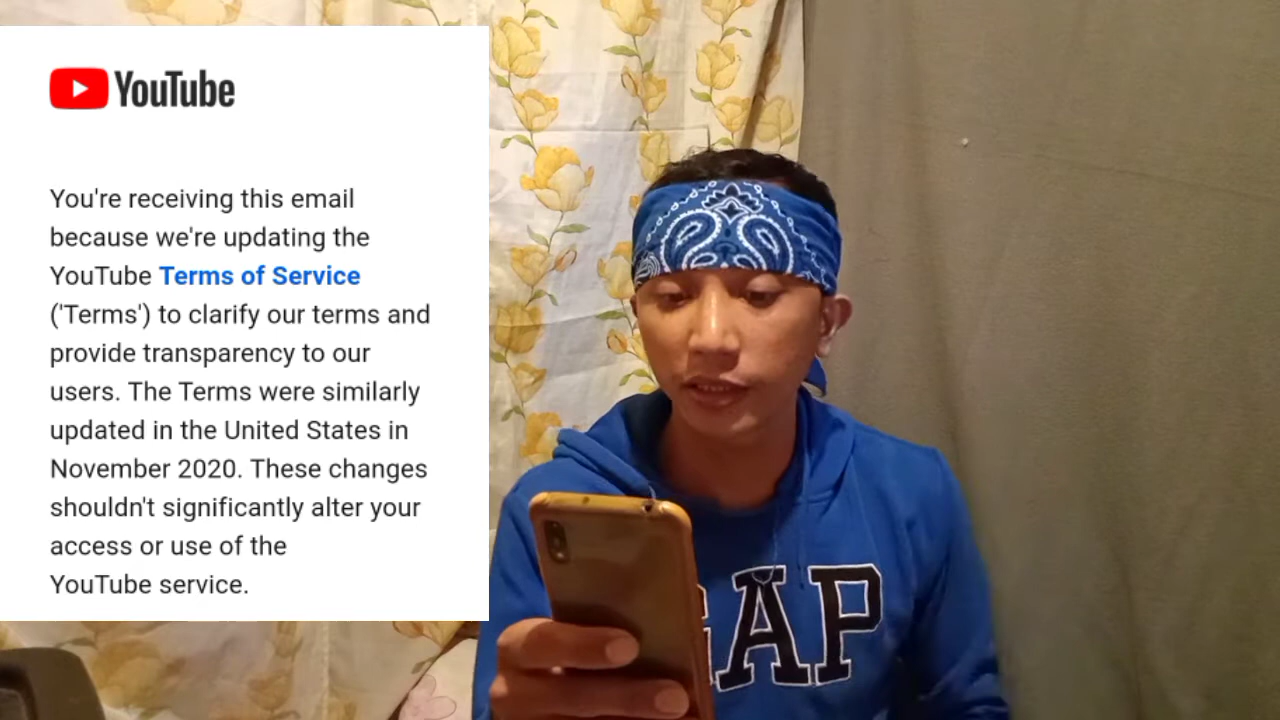 YouTube
You're receiving this email
because we're updating the
YouTube Terms of Service
('Terms') to clarify our terms and
provide transparency to our
users. The Terms were similarly
updated in the United States in
November 2020. These changes
shouldn't significantly alter your
access or use of the
YouTube service.
GAP